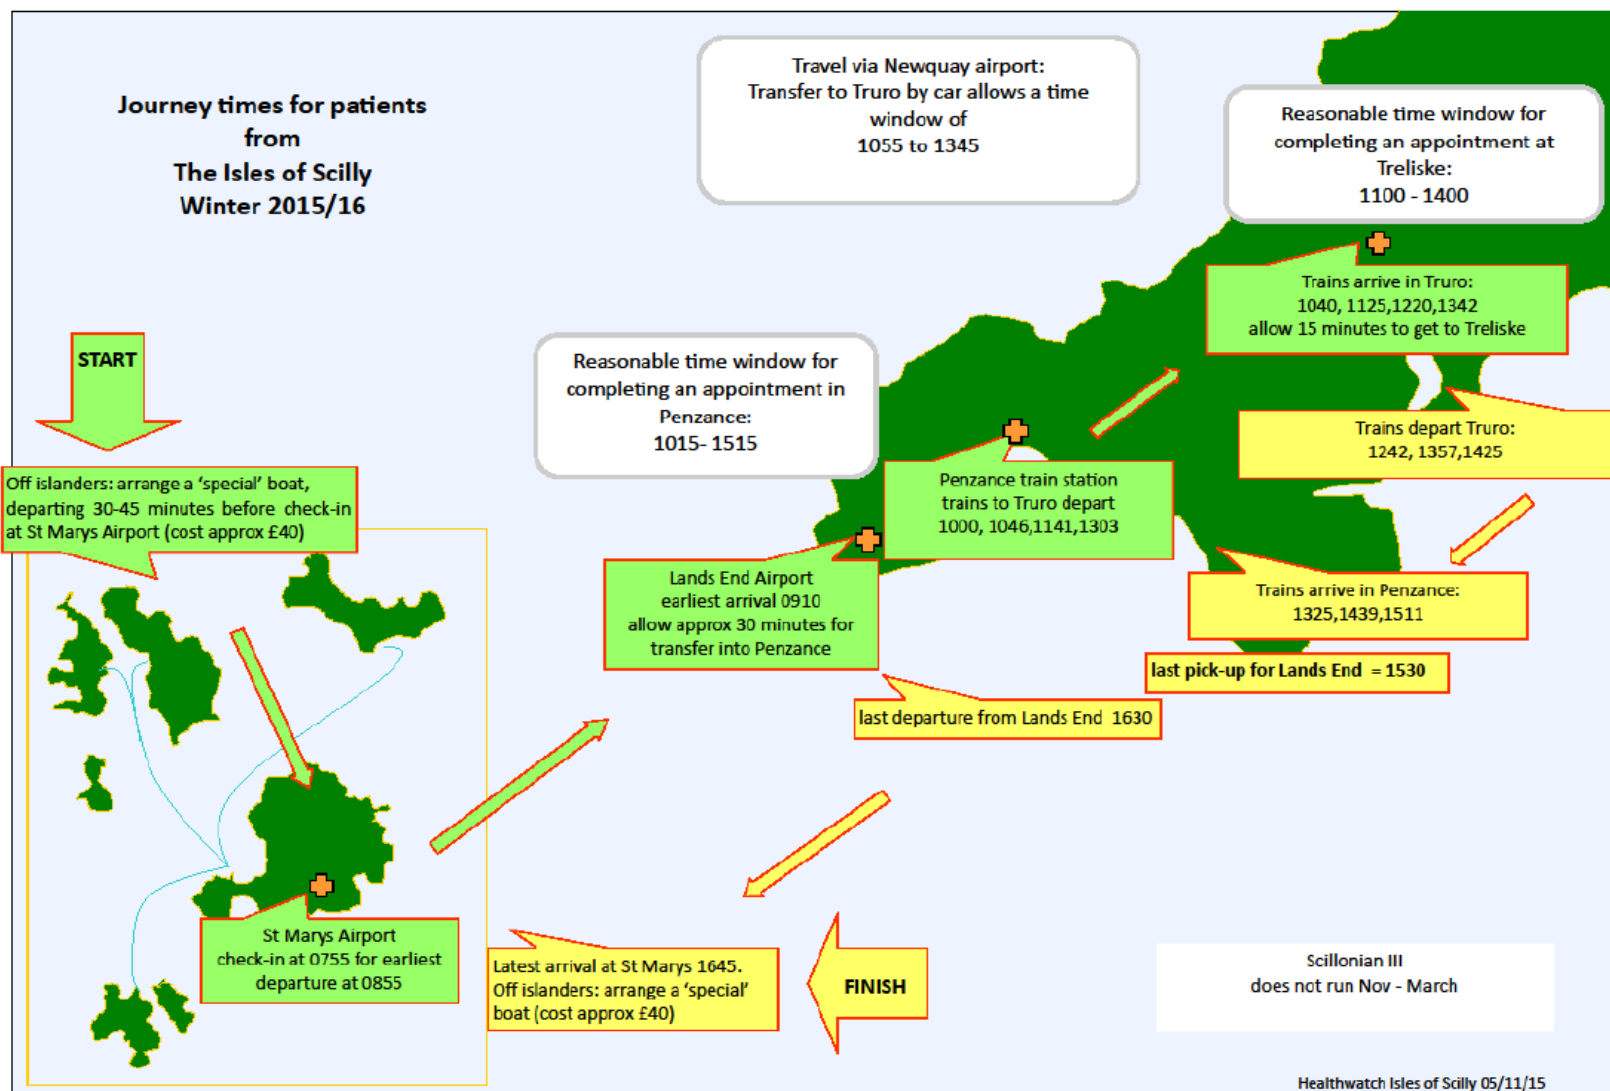 Journey times for patients
from
The Isles of Scilly
Winter 2015/16
Travel via Newquay airport:
Transfer to Truro by car allows a time
window of
1055 to 1345
Reasonable time window for
completing an appointment at
Treliske:
1100 - 1400
Trains arrive in Truro:
1040, 1125,1220,1342
allow 15 minutes to get to Treliske
START
Reasonable time window for
completing an appointment in
Penzance:
1015- 1515
Trains depart Truro:
1242, 1357,1425
Off islanders: arrange a ‘special’ boat,
departing 30-45 minutes before check-in
at St Marys Airport (cost approx £40)
Penzance train station
trains to Truro depart
1000, 1046,1141,1303
Lands End Airport
earliest arrival 0910
allow approx 30 minutes for
transfer into Penzance
Trains arrive in Penzance:
1325,1439,1511
last pick-up for Lands End = 1530
last departure from Lands End 1630
St Marys Airport
check-in at 0755 for earliest
departure at 0855
Latest arrival at St Marys 1645.
Off islanders: arrange a ‘special’
boat (cost approx £40)
FINISH
Scillonian III
does not run Nov - March
Healthwatch Isles of Scilly 05/11/15